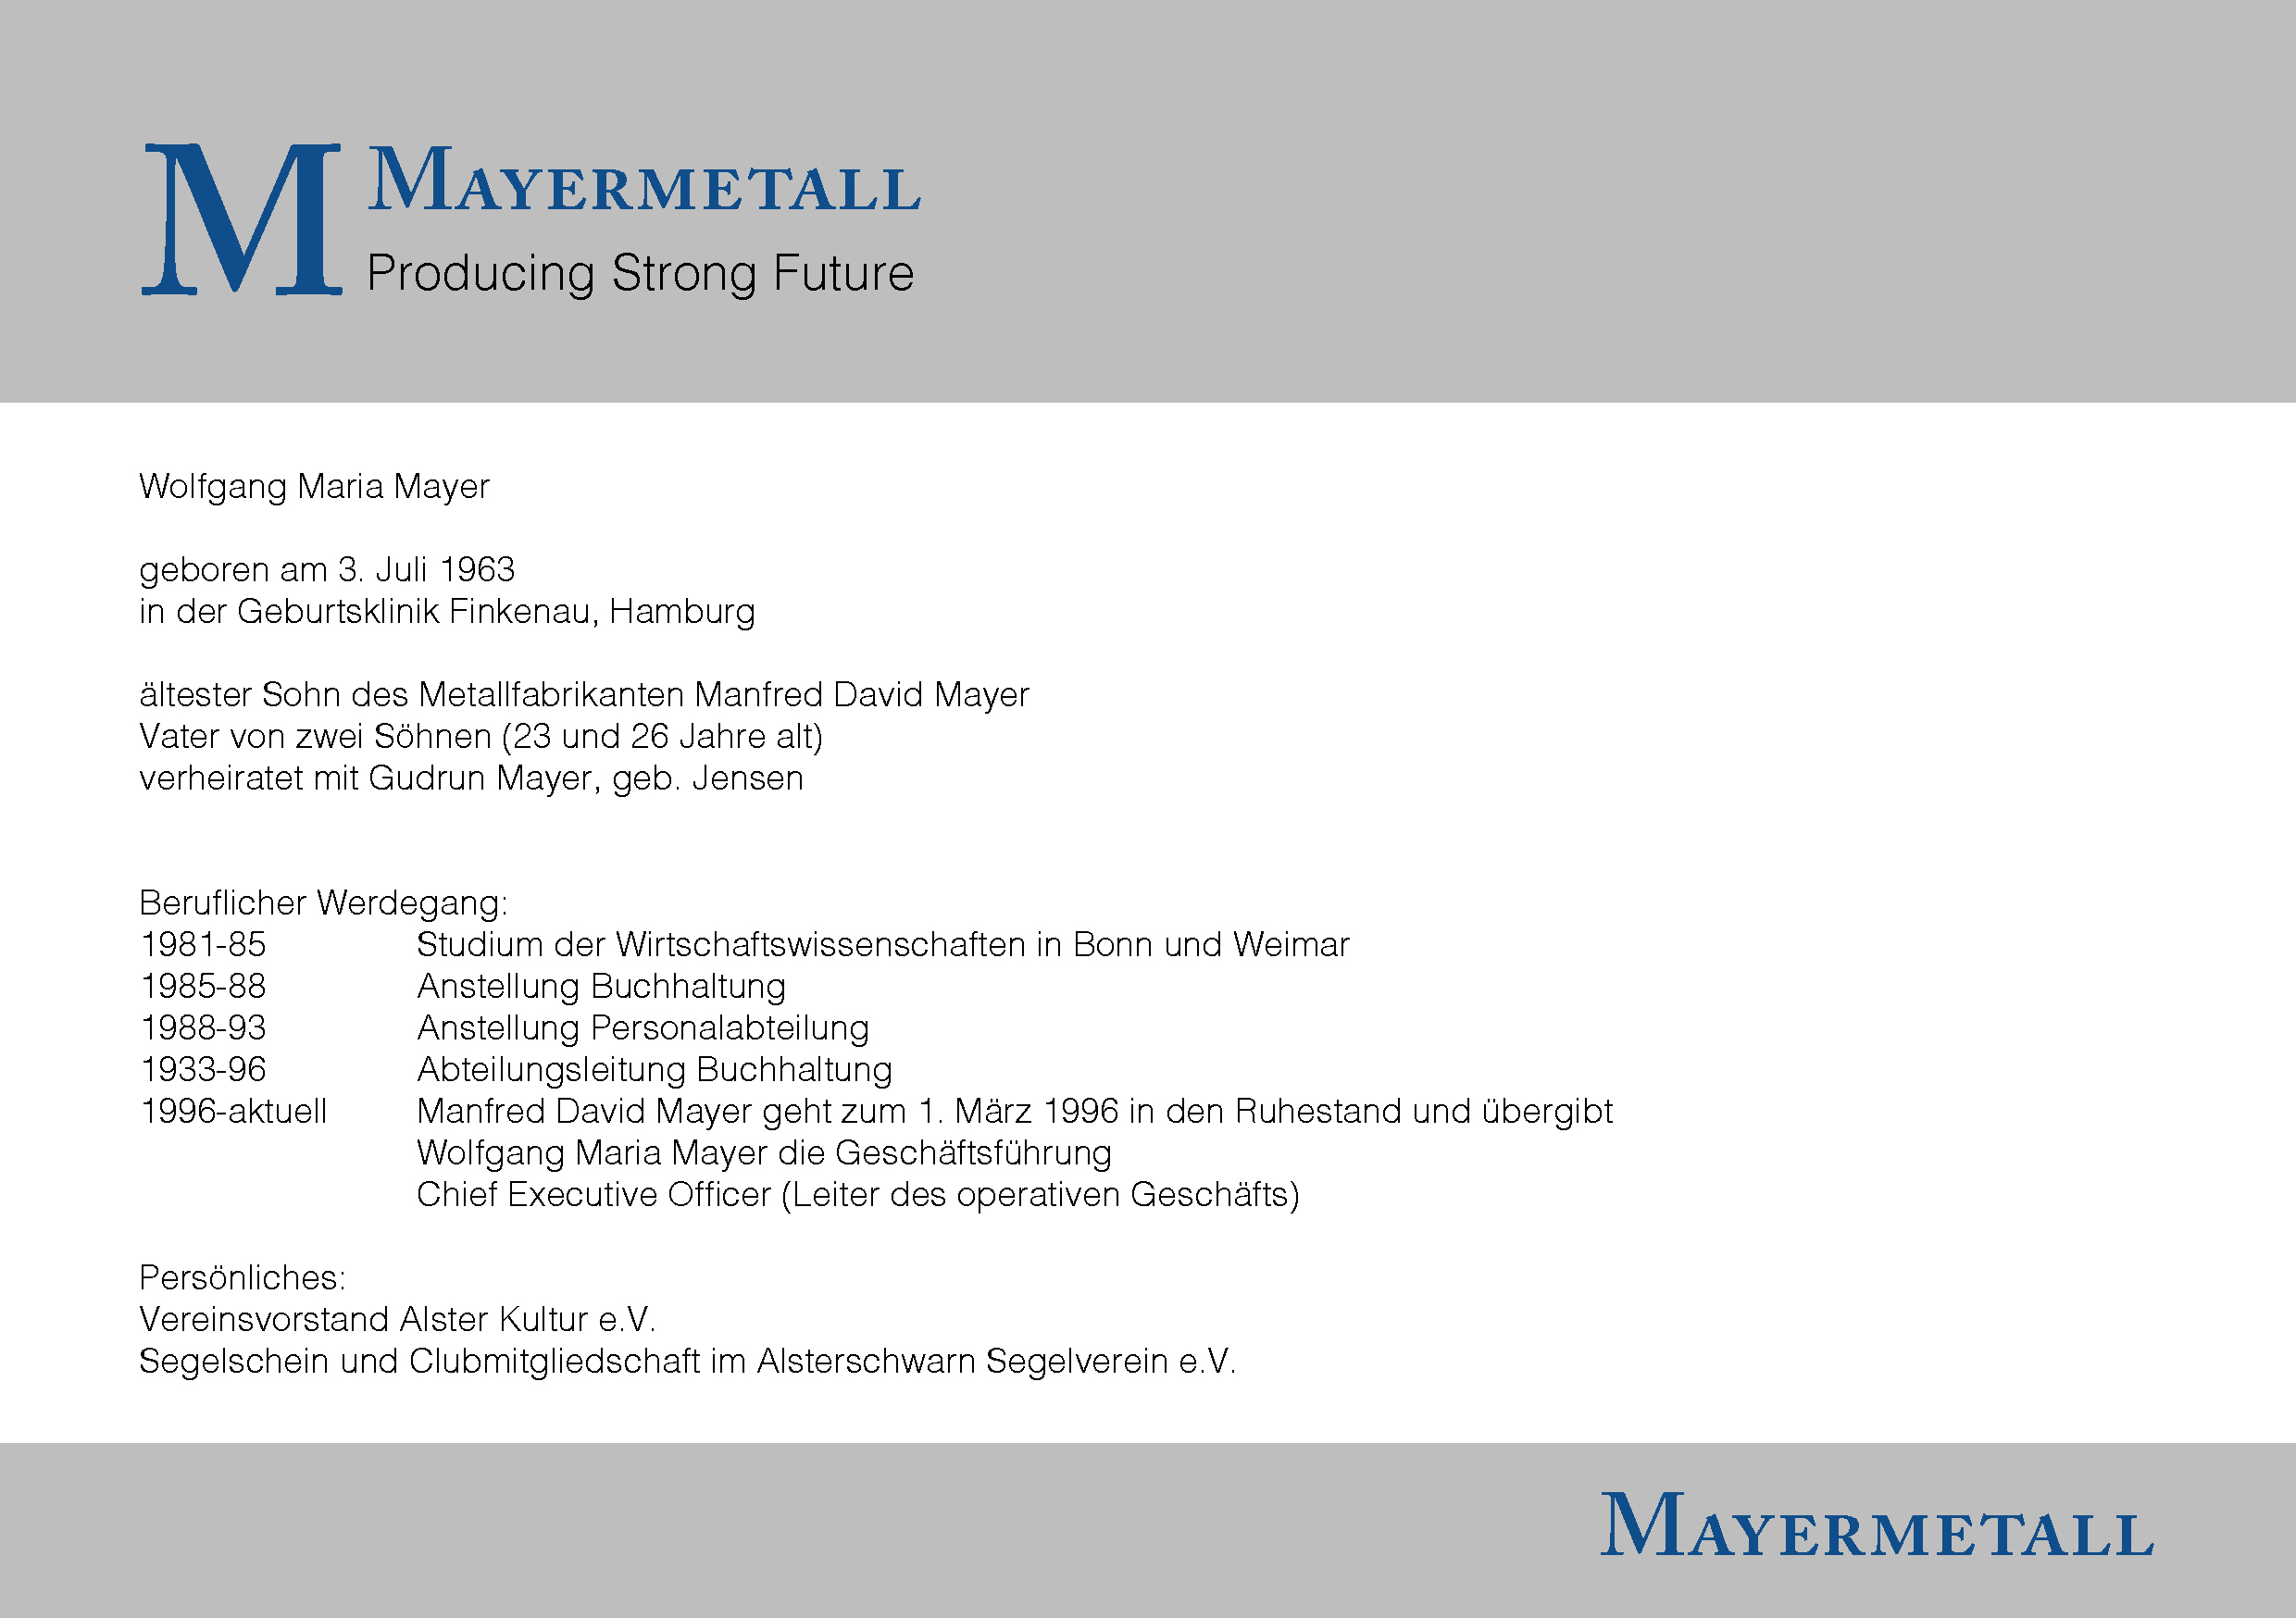 M MAYERMETALL
Producing Strong Future
Wolfgang Maria Mayer
geboren am 3. Juli 1963
in der Geburtsklinik Finkenau, Hamburg
ältester Sohn des Metallfabrikanten Manfred David Mayer
Vater von zwei Söhnen (23 und 26 Jahre alt)
verheiratet mit Gudrun Mayer, geb. Jensen
Beruflicher Werdegang:
1981-85 Studium der Wirtschaftswissenschaften in Bonn und Weimar
1985-88 Anstellung Buchhaltung
1988-93 Anstellung Personalabteilung
1933-96 Abteilungsleitung Buchhaltung
1996-aktuell Manfred David Mayer geht zum 1. März 1996 in den Ruhestand und übergibt
Wolfgang Maria Mayer die Geschäftsführung
Chief Executive Officer (Leiter des operativen Geschäfts)
Persönliches:
Vereinsvorstand Alster Kultur e.V.
Segelschein und Clubmitgliedschaft im Alsterschwarn Segelverein e.V.
MAYERMETALL